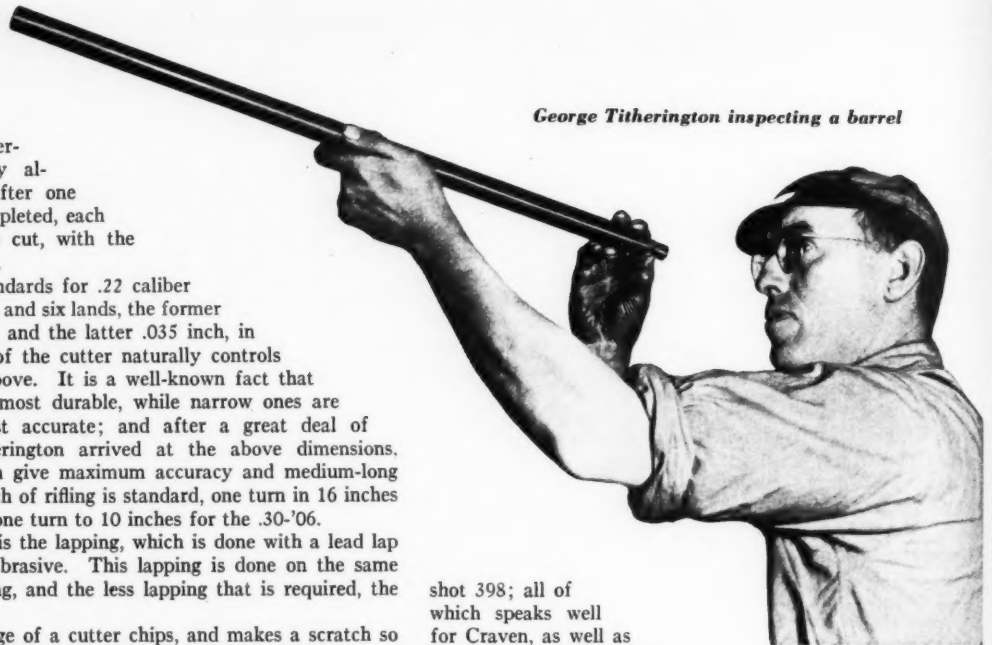 George Titherington inspecting a barrel
er-
y al-
fter one
pleted, each
cut, with the
ndards for .22 caliber
and six lands, the former
and the latter .035 inch, in
of the cutter naturally controls
ove. It is a well-known fact that
most durable, while narrow ones are
st accurate; and after a great deal of
erington arrived at the above dimensions,
n give maximum accuracy and medium-long
ch of rifling is standard, one turn in 16 inches
one turn to 10 inches for the .30-'06.
is the lapping, which is done with a lead lap
brasive. This lapping is done on the same
ng, and the less lapping that is required, the
ge of a cutter chips, and makes a scratch so
shot 398; all of
which speaks well
for Craven, as well as